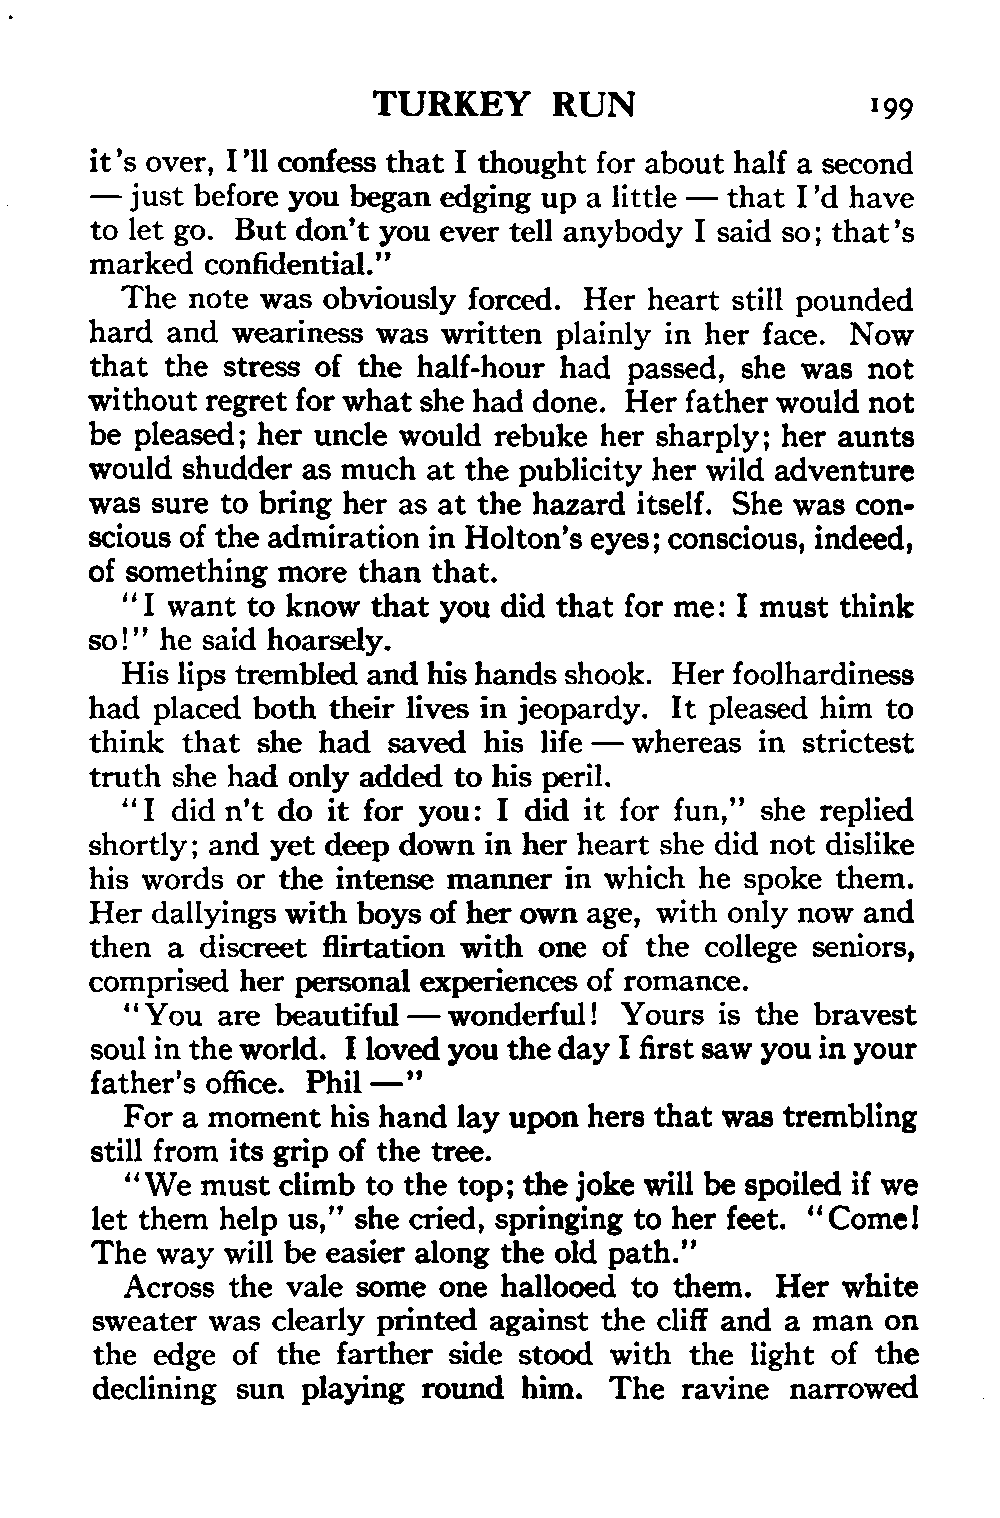 TURKEY RUN 199
it's over, I'll confess that I thought for about half a second
— just before you began edging up a little — that I'd have
to let go. But don't you ever tell anybody I said so; that's
marked confidential."
The note was obviously forced. Her heart still pounded
hard and weariness was written plainly in her face. Now
that the stress of the half-hour had passed, she was not
without regret for what she had done. Her father would not
be pleased; her uncle would rebuke her sharply; her aunts
would shudder as much at the publicity her wild adventure
was sure to bring her as at the hazard itself. She was con-
scious of the admiration in Holton's eyes; conscious, indeed,
of something more than that.
"I want to know that you did that for me: I must think
so!" he said hoarsely.
His lips trembled and his hands shook. Her foolhardiness
had placed both their lives in jeopardy. It pleased him to
think that she had saved his life — whereas in strictest
truth she had only added to his peril.
"I did n't do it for you: I did it for fun," she replied
shortly; and yet deep down in her heart she did not dislike
his words or the intense manner in which he spoke them.
Her dallyings with boys of her own age, with only now and
then a discreet flirtation with one of the college seniors,
comprised her personal experiences of romance.
"You are beautiful — wonderful! Yours is the bravest
soul in the world. I loved you the day I first saw you in your
father's office. Phil —"
For a moment his hand lay upon hers that was trembling
still from its grip of the tree.
"We must climb to the top; the joke will be spoiled if we
let them help us," she cried, springing to her feet. "Come!
The way will be easier along the old path."
Across the vale some one hallooed to them. Her white
sweater was clearly printed against the cliff and a man on
the edge of the farther side stood with the light of the
declining sun playing round him. The ravine narrowed